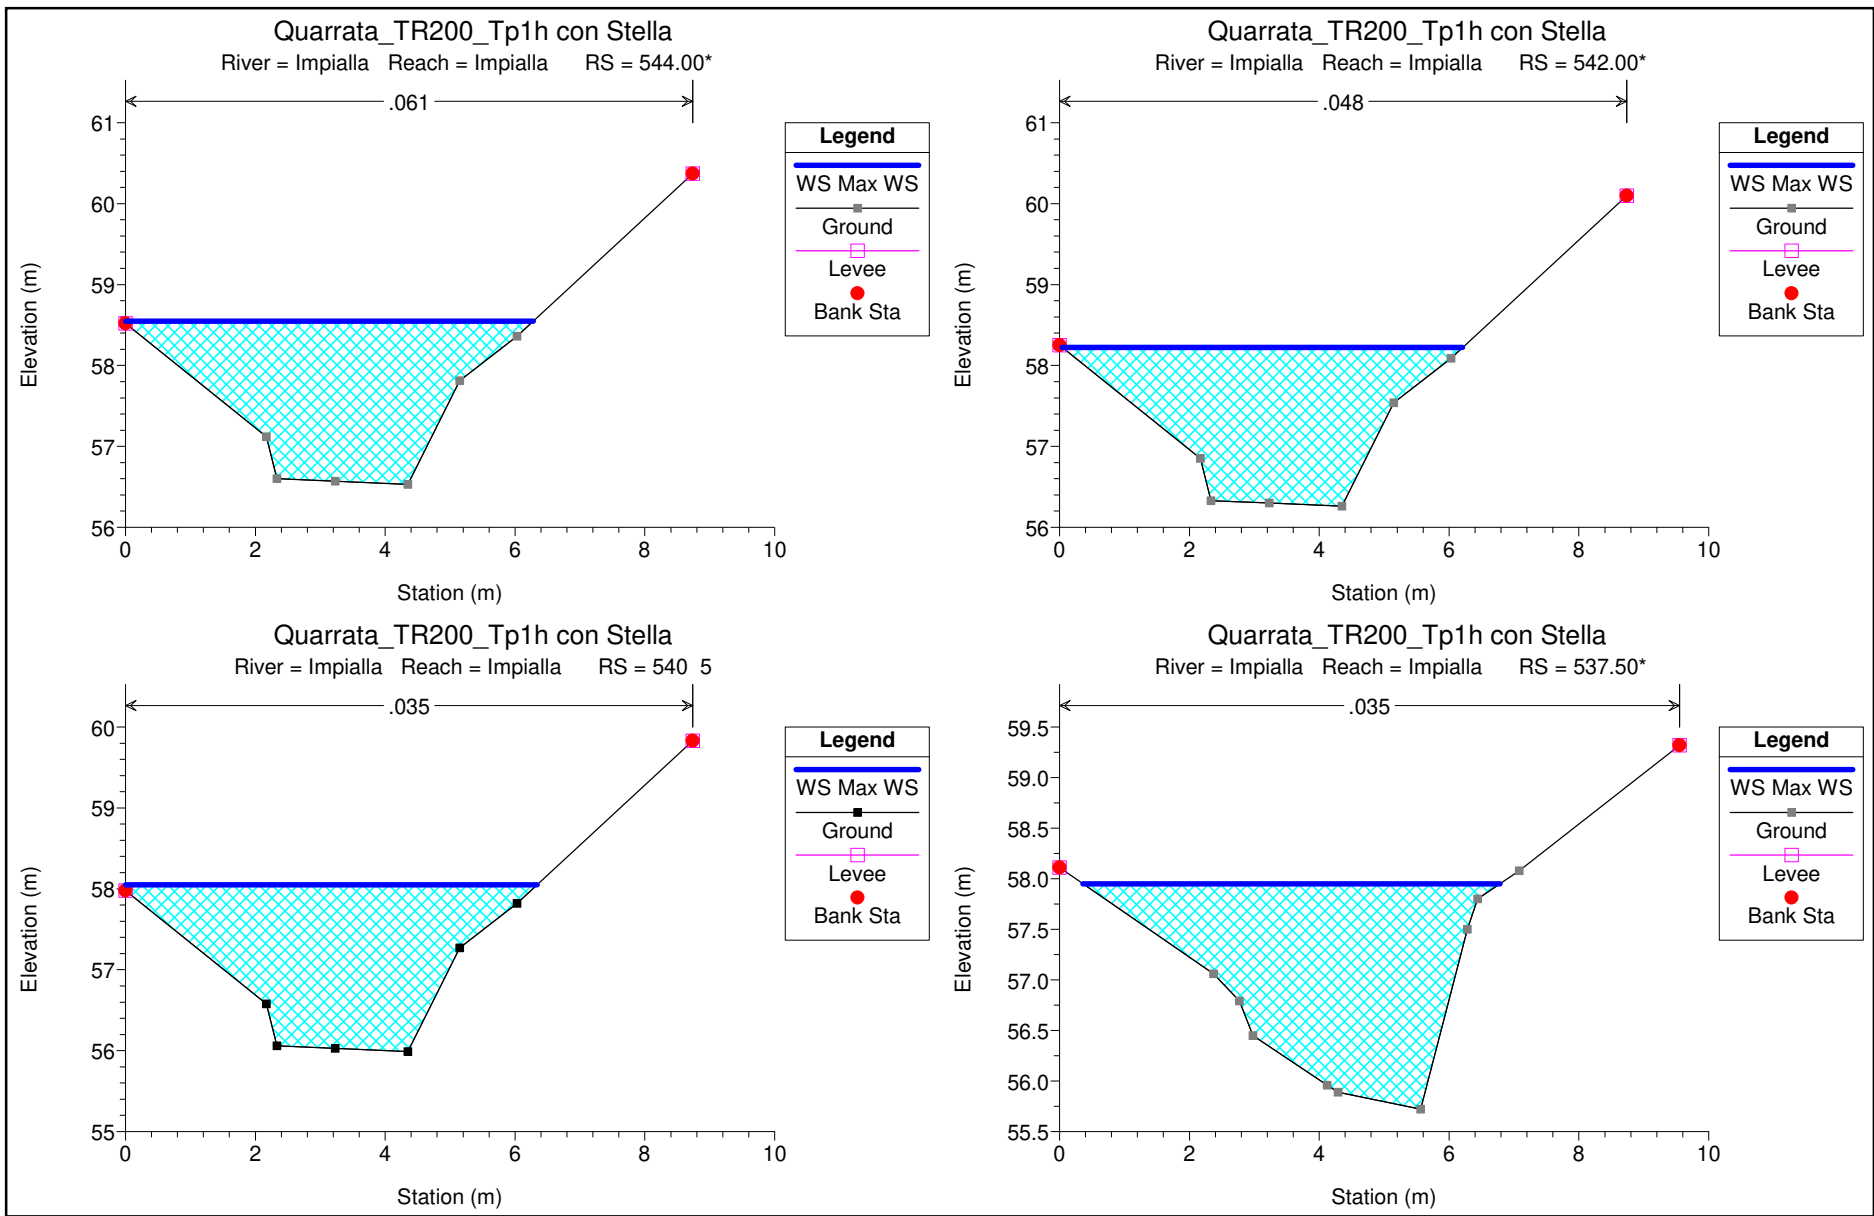 Quarrata_TR200_Tp1h con Stella
River = Impialla Reach = Impialla RS = 544.00*
.061
61
60
59
58
57
56
0 2 4 6 8 10
Elevation (m)
Station (m)
Legend
WS Max WS
Ground
Levee
Bank Sta
Quarrata_TR200_Tp1h con Stella
River = Impialla Reach = Impialla RS = 542.00*
.048
61
60
59
58
57
56
0 2 4 6 8 10
Elevation (m)
Station (m)
Legend
WS Max WS
Ground
Levee
Bank Sta
Quarrata_TR200_Tp1h con Stella
River = Impialla Reach = Impialla RS = 540 5
.035
60
59
58
57
56
55
0 2 4 6 8 10
Elevation (m)
Station (m)
Legend
WS Max WS
Ground
Levee
Bank Sta
Quarrata_TR200_Tp1h con Stella
River = Impialla Reach = Impialla RS = 537.50*
.035
59.5
59.0
58.5
58.0
57.5
57.0
56.5
56.0
55.5
0 2 4 6 8 10
Elevation (m)
Station (m)
Legend
WS Max WS
Ground
Levee
Bank Sta